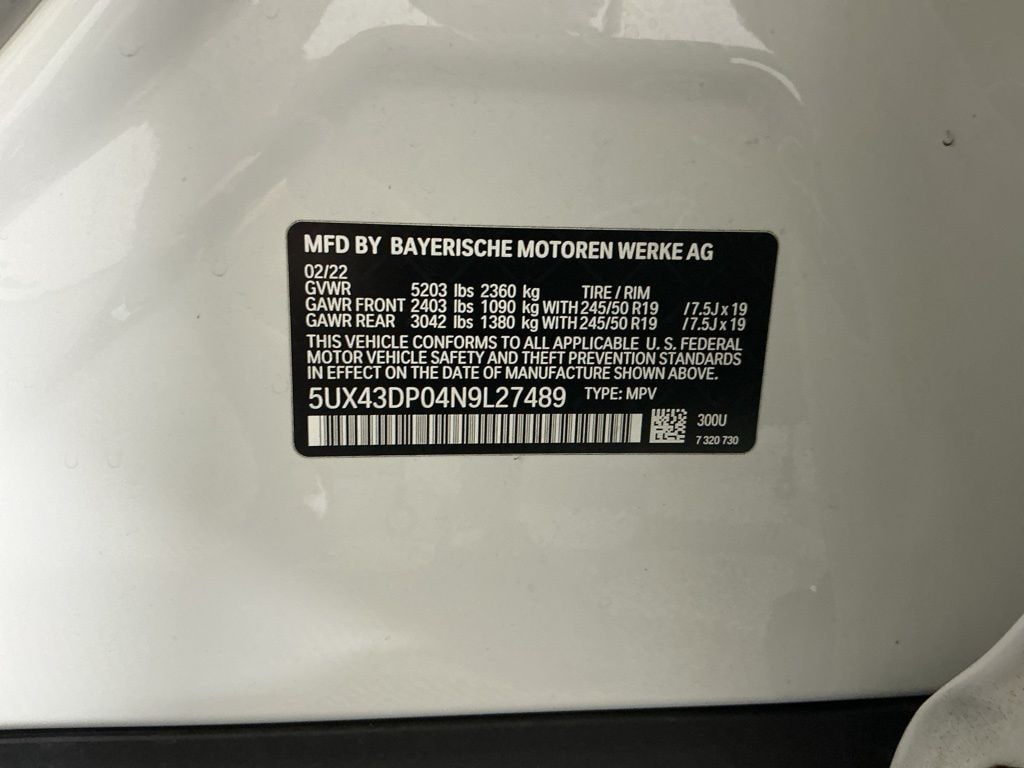 MFD BY BAYERISCHE MOTOREN WERKE AG
02/22
GVWR 5203 lbs 2360 kg TIRE / RIM
GAWR FRONT 2403 lbs 1090 kg WITH 245/50 R19 / 7.5J x 19
GAWR REAR 3042 lbs 1380 kg WITH 245/50 R19 / 7.5J x 19
THIS VEHICLE CONFORMS TO ALL APPLICABLE U. S. FEDERAL
MOTOR VEHICLE SAFETY AND THEFT PREVENTION STANDARDS
IN EFFECT ON THE DATE OF MANUFACTURE SHOWN ABOVE.
5UX43DP04N9L27489 TYPE: MPV
300U
7 320 730